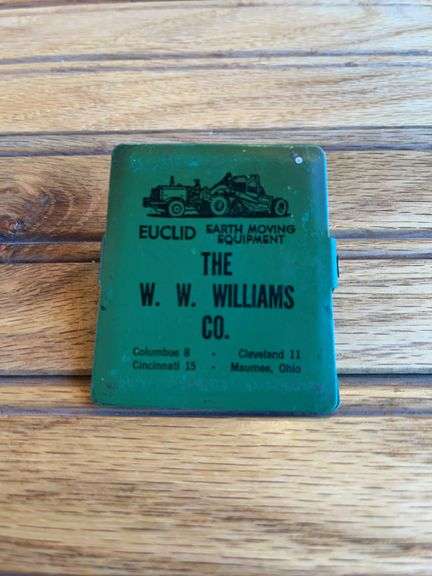 EUCLID EARTH MOVING EQUIPMENT
THE
W. W. WILLIAMS
CO.
Columbus 8 - Cleveland 11
Cincinnati 15 - Maumee, Ohio